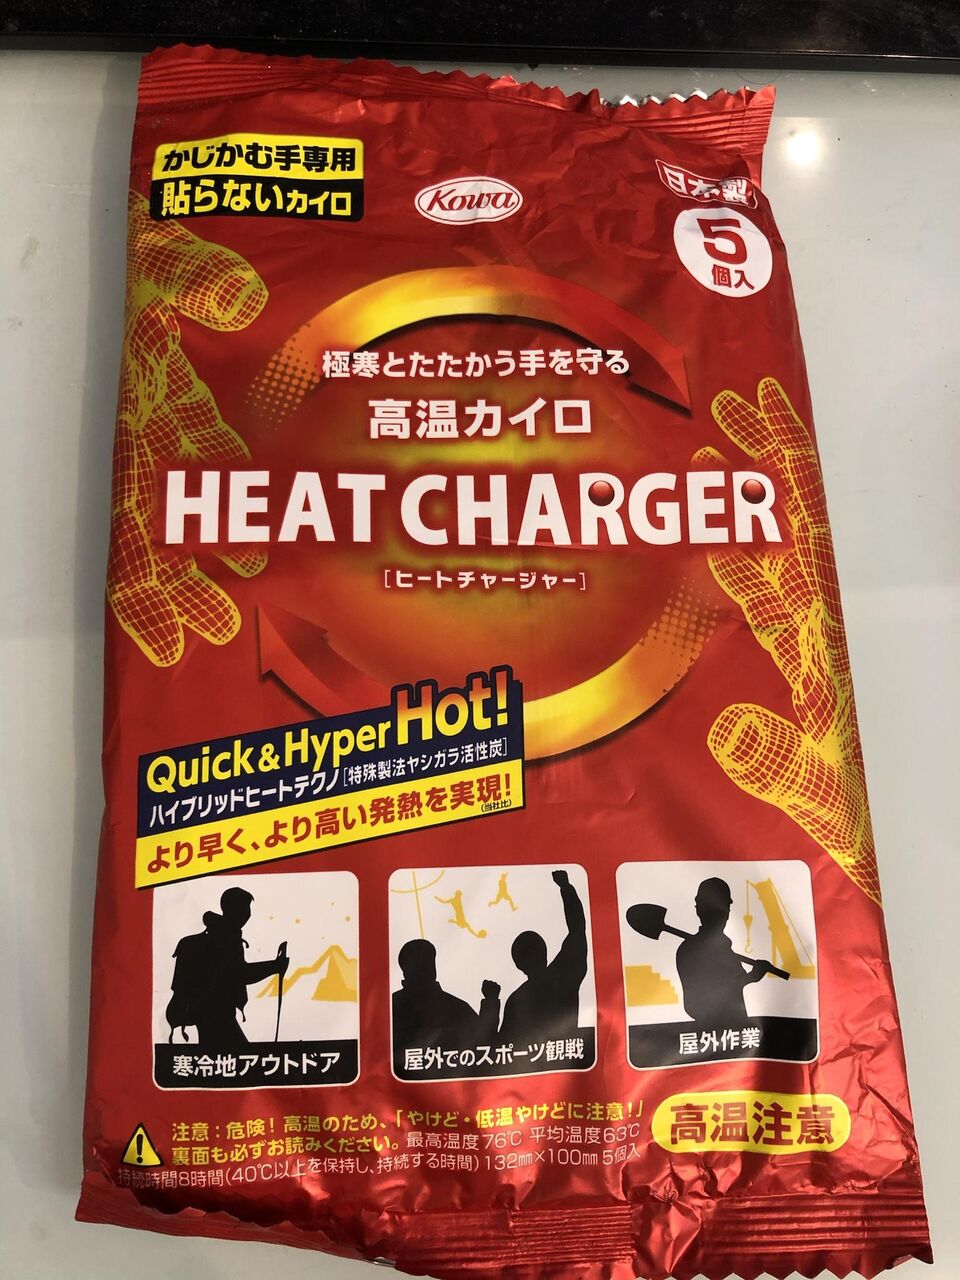 かじかむ手専用
貼らないカイロ
Kowa
日本製
5
個入
極寒とたたかう手を守る
高温カイロ
HEAT CHARGER
[ヒートチャージャー]
Quick & Hyper Hot!
ハイブリッドヒートテクノ[特殊製法ヤシガラ活性炭]
より早く、より高い発熱を実現!(当社比)
寒冷地アウトドア
屋外でのスポーツ観戦
屋外作業
注意:危険!高温のため、「やけど・低温やけどに注意!」
裏面も必ずお読みください。最高温度76℃ 平均温度63℃
持続時間8時間(40℃以上を保持し、持続する時間)132mm×100mm 5個入
高温注意